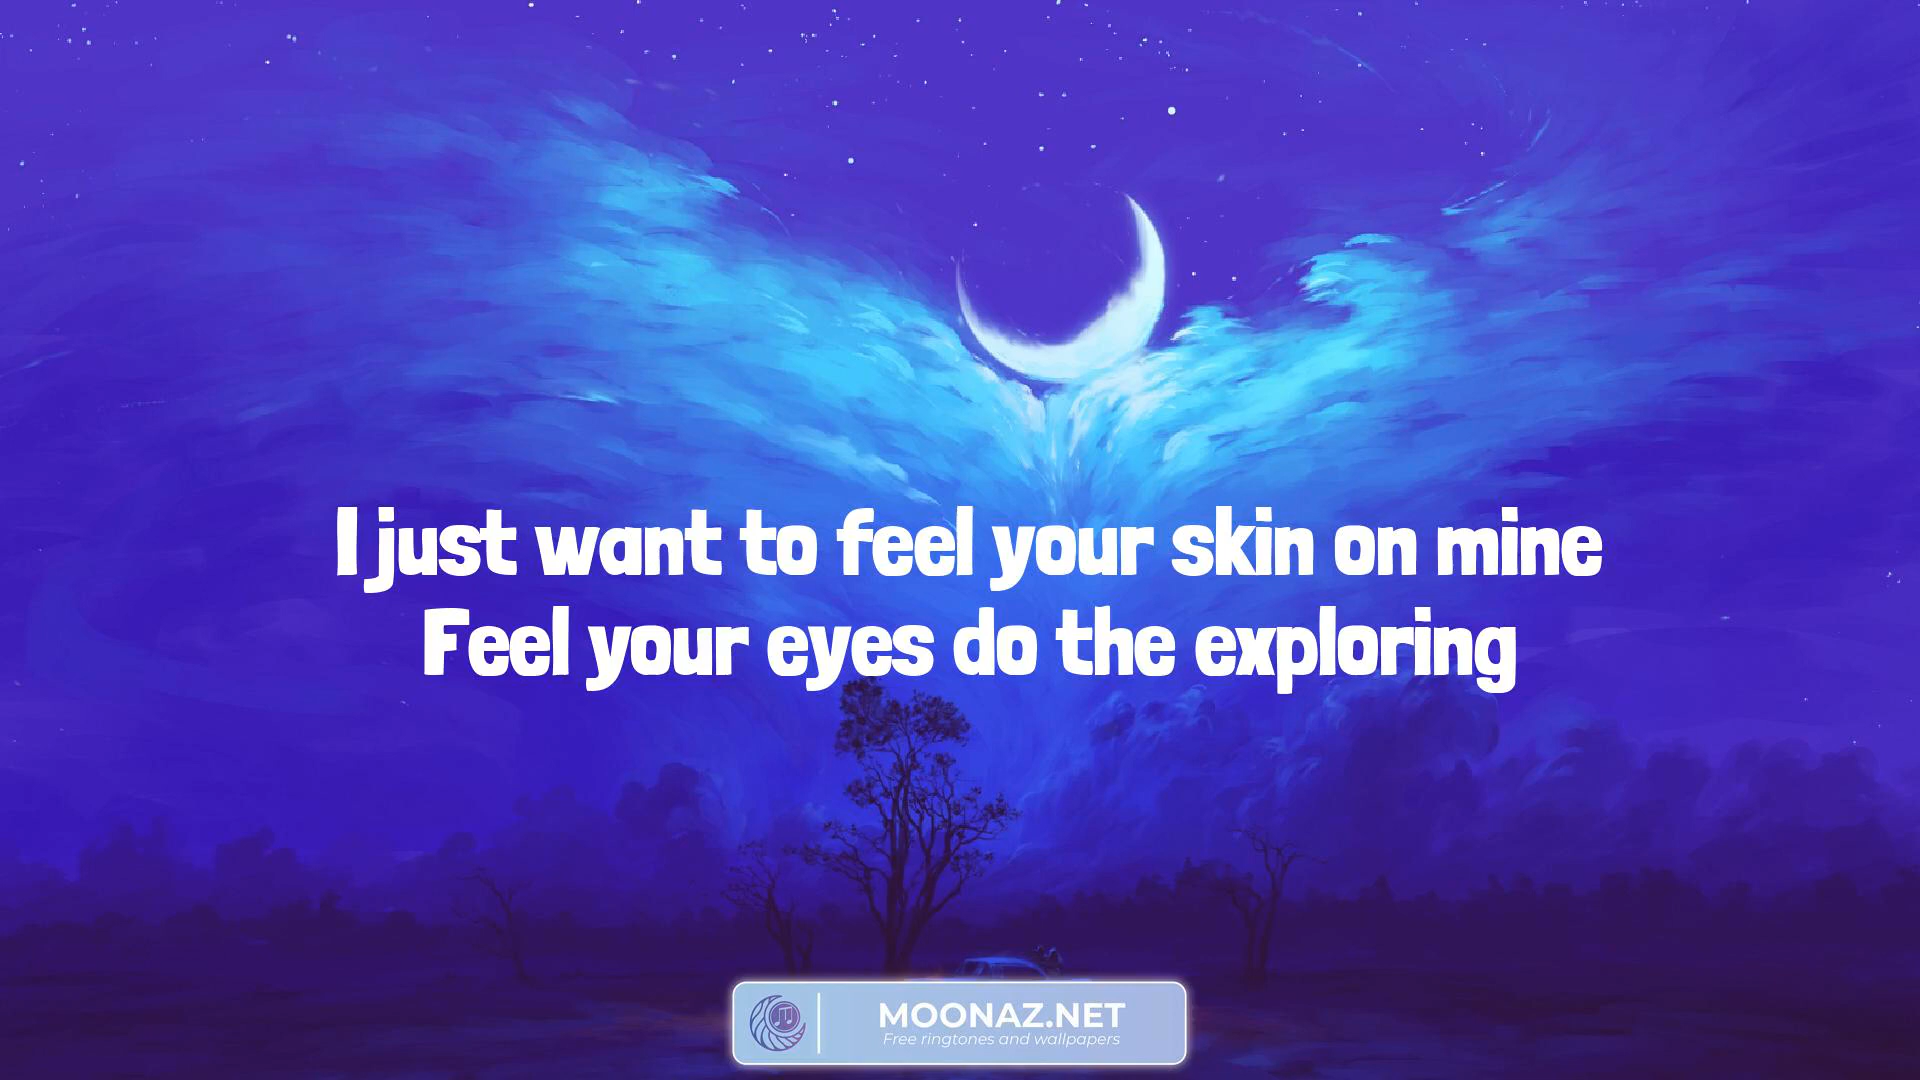 I just want to feel your skin on mine
Feel your eyes do the exploring
MOONAZ.NET
Free ringtones and wallpapers